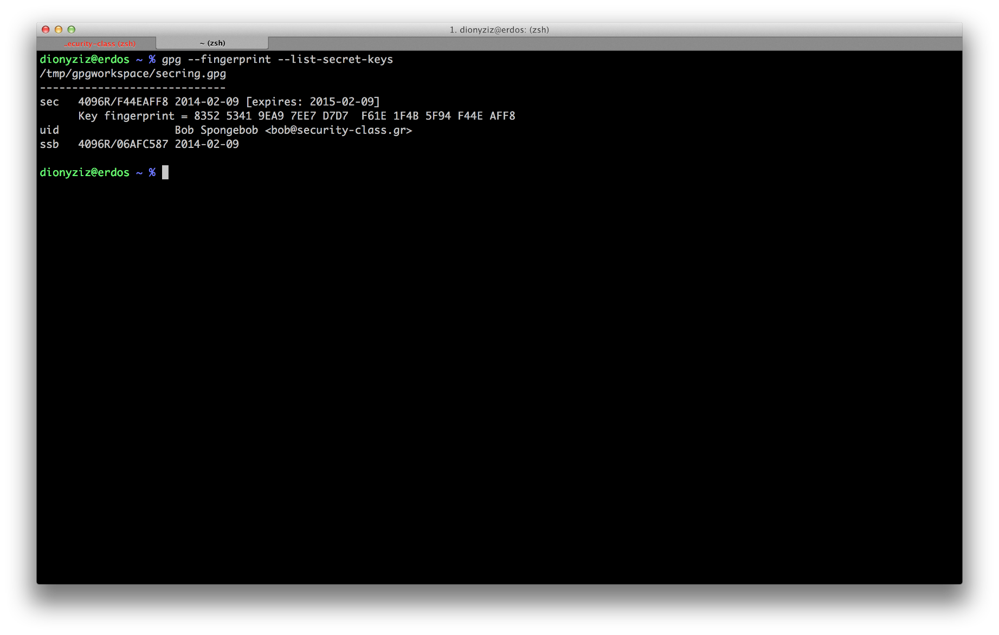 1. dionyziz@erdos: (zsh)
..ecurity-class (zsh) ~ (zsh)
dionyziz@erdos ~ % gpg --fingerprint --list-secret-keys
/tmp/gpgworkspace/secring.gpg
-----------------------------
sec   4096R/F44EAFF8 2014-02-09 [expires: 2015-02-09]
      Key fingerprint = 8352 5341 9EA9 7EE7 D7D7  F61E 1F4B 5F94 F44E AFF8
uid                  Bob Spongebob <bob@security-class.gr>
ssb   4096R/06AFC587 2014-02-09
dionyziz@erdos ~ %